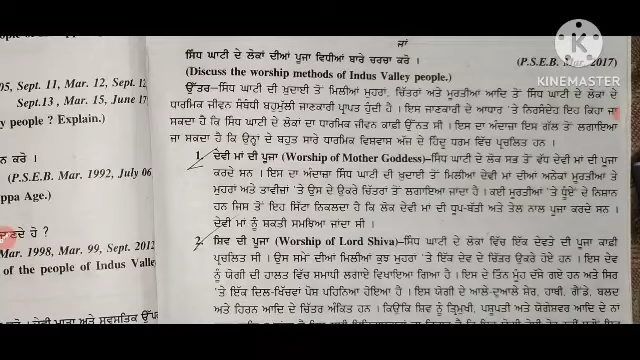 05, Sept. 11, Mar. 12, Sept. 12
Sept.13 , Mar. 15, June 17
y people ? Explain.)
ਨ ਕਰੋ ।
(P.S.E.B. Mar. 1992, July 06
ppa Age.)
ਜਾਣਦੇ ਹੋ ?
Mar. 1998, Mar. 99, Sept. 2012
of the people of Indus Valle
ਕਰੋ । ਦੇਵੀ ਮਾਤਾ ਅਤੇ ਸਵਸਤਿਕ ਉੱਪ
ਜਾਂ
ਸਿੰਧ ਘਾਟੀ ਦੇ ਲੋਕਾਂ ਦੀਆਂ ਪੂਜਾ ਵਿਧੀਆਂ ਬਾਰੇ ਚਰਚਾ ਕਰੋ ।
(Discuss the worship methods of Indus Valley people.) (P.S.E.B. Mar. 2017)
ਉੱਤਰ–ਸਿੰਧ ਘਾਟੀ ਦੀ ਖੁਦਾਈ ਤੋਂ ਮਿਲੀਆਂ ਮੁਹਰਾਂ, ਚਿੱਤਰਾਂ ਅਤੇ ਮੂਰਤੀਆਂ ਆਦਿ ਤੋਂ ਸਿੰਧ ਘਾਟੀ ਦੇ ਲੋਕਾਂ ਦੇ
ਧਾਰਮਿਕ ਜੀਵਨ ਸੰਬੰਧੀ ਬਹੁਮੁੱਲੀ ਜਾਣਕਾਰੀ ਪ੍ਰਾਪਤ ਹੁੰਦੀ ਹੈ । ਇਸ ਜਾਣਕਾਰੀ ਦੇ ਆਧਾਰ 'ਤੇ ਨਿਰਸੰਦੇਹ ਇਹ ਕਿਹਾ ਜਾ
ਸਕਦਾ ਹੈ ਕਿ ਸਿੰਧ ਘਾਟੀ ਦੇ ਲੋਕਾਂ ਦਾ ਧਾਰਮਿਕ ਜੀਵਨ ਕਾਫ਼ੀ ਉੱਨਤ ਸੀ । ਇਸ ਦਾ ਅੰਦਾਜ਼ਾ ਇਸ ਗੱਲ ਤੋਂ ਲਗਾਇਆ
ਜਾ ਸਕਦਾ ਹੈ ਕਿ ਉਨ੍ਹਾਂ ਦੇ ਬਹੁਤ ਸਾਰੇ ਧਾਰਮਿਕ ਵਿਸ਼ਵਾਸ ਅੱਜ ਦੇ ਹਿੰਦੂ ਧਰਮ ਵਿੱਚ ਪ੍ਰਚਲਿਤ ਹਨ ।
1. ਦੇਵੀ ਮਾਂ ਦੀ ਪੂਜਾ (Worship of Mother Goddess)–ਸਿੰਧ ਘਾਟੀ ਦੇ ਲੋਕ ਸਭ ਤੋਂ ਵੱਧ ਦੇਵੀ ਮਾਂ ਦੀ ਪੂਜਾ
ਕਰਦੇ ਸਨ । ਇਸ ਦਾ ਅੰਦਾਜ਼ਾ ਸਿੰਧ ਘਾਟੀ ਦੀ ਖੁਦਾਈ ਤੋਂ ਮਿਲੀਆਂ ਦੇਵੀ ਮਾਂ ਦੀਆਂ ਅਨੇਕਾਂ ਮੂਰਤੀਆਂ 'ਤੇ
ਮੁਹਰਾਂ ਅਤੇ ਤਾਵੀਜ਼ਾਂ 'ਤੇ ਉਸ ਦੇ ਉਕਰੇ ਚਿੱਤਰਾਂ ਤੋਂ ਲਗਾਇਆ ਜਾਂਦਾ ਹੈ । ਕਈ ਮੂਰਤੀਆਂ 'ਤੇ ਧੂੰਏਂ ਦੇ ਨਿਸ਼ਾਨ
ਹਨ ਜਿਸ ਤੋਂ ਇਹ ਸਿੱਟਾ ਨਿਕਲਦਾ ਹੈ ਕਿ ਲੋਕ ਦੇਵੀ ਮਾਂ ਦੀ ਧੂਪ-ਬੱਤੀ ਅਤੇ ਤੇਲ ਨਾਲ ਪੂਜਾ ਕਰਦੇ ਸਨ ।
ਦੇਵੀ ਮਾਂ ਨੂੰ ਸ਼ਕਤੀ ਸਮਝਿਆ ਜਾਂਦਾ ਸੀ ।
2. ਸ਼ਿਵ ਦੀ ਪੂਜਾ (Worship of Lord Shiva)–ਸਿੰਧ ਘਾਟੀ ਦੇ ਲੋਕਾਂ ਵਿੱਚ ਇੱਕ ਦੇਵਤੇ ਦੀ ਪੂਜਾ ਕਾਫ਼ੀ
ਪ੍ਰਚਲਿਤ ਸੀ । ਉਸ ਸਮੇਂ ਦੀਆਂ ਮਿਲੀਆਂ ਕੁਝ ਮੁਹਰਾਂ 'ਤੇ ਇੱਕ ਦੇਵ ਦੇ ਚਿੱਤਰ ਉਕਰੇ ਹੋਏ ਹਨ । ਇਸ ਦੇਵ
ਨੂੰ ਯੋਗੀ ਦੀ ਹਾਲਤ ਵਿੱਚ ਸਮਾਧੀ ਲਗਾਏ ਵਿਖਾਇਆ ਗਿਆ ਹੈ । ਇਸ ਦੇ ਤਿੰਨ ਮੂੰਹ ਦੱਸੇ ਗਏ ਹਨ ਅਤੇ ਸਿਰ
'ਤੇ ਇੱਕ ਦਿਲ-ਖਿੱਚਵਾਂ ਪੋਸ਼ ਪਹਿਨਿਆ ਹੋਇਆ ਹੈ । ਇਸ ਯੋਗੀ ਦੇ ਆਲੇ-ਦੁਆਲੇ ਸ਼ੇਰ, ਹਾਥੀ, ਗੈਂਡੇ, ਬਲਦ
ਅਤੇ ਹਿਰਨ ਆਦਿ ਦੇ ਚਿੱਤਰ ਅੰਕਿਤ ਹਨ । ਕਿਉਂਕਿ ਸ਼ਿਵ ਨੂੰ ਤ੍ਰਿਮੁਖੀ, ਪਸ਼ੂਪਤੀ ਅਤੇ ਯੋਗੇਸ਼ਵਰ ਆਦਿ ਦੇ ਨਾਂ
KINEMASTER